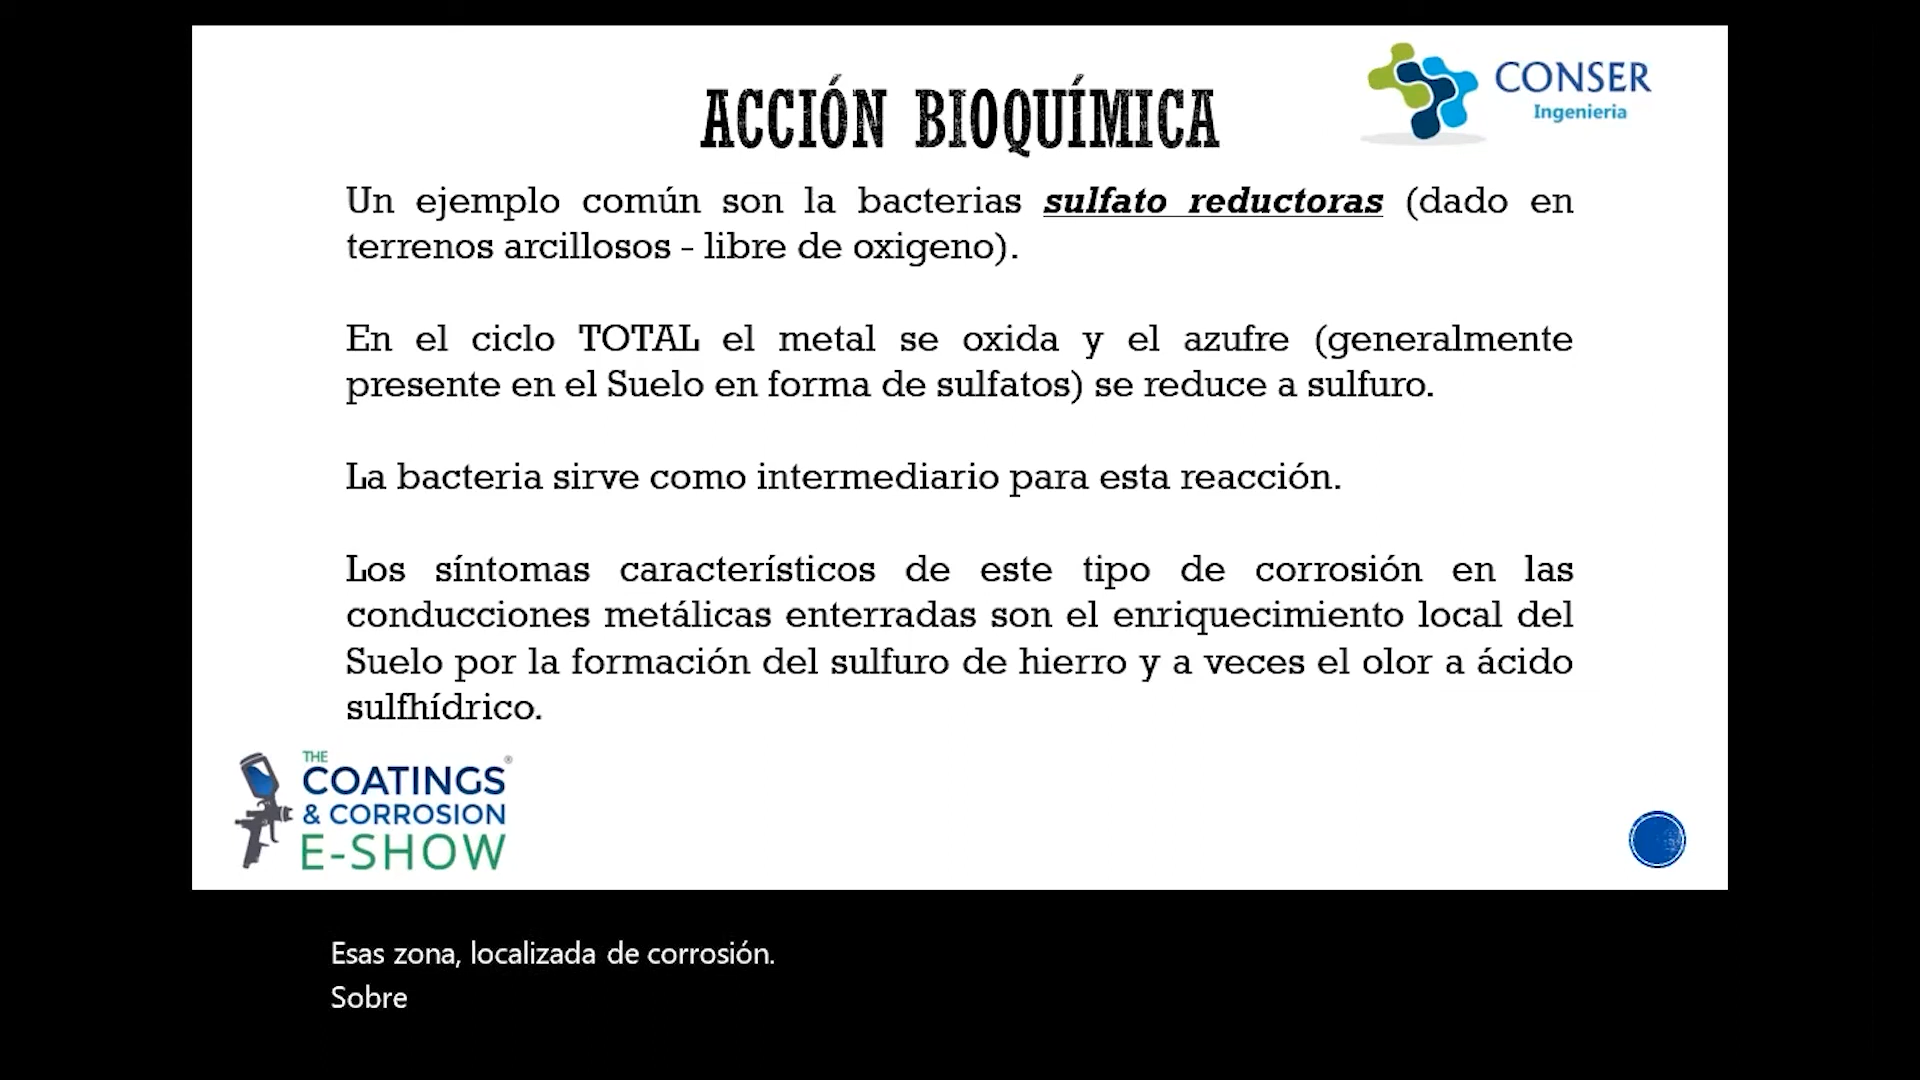 ACCIÓN BIOQUÍMICA
CONSER
Ingenieria
Un ejemplo común son la bacterias sulfato reductoras (dado en
terrenos arcillosos - libre de oxigeno).
En el ciclo TOTAL el metal se oxida y el azufre (generalmente
presente en el Suelo en forma de sulfatos) se reduce a sulfuro.
La bacteria sirve como intermediario para esta reacción.
Los síntomas característicos de este tipo de corrosión en las
conducciones metálicas enterradas son el enriquecimiento local del
Suelo por la formación del sulfuro de hierro y a veces el olor a ácido
sulfhídrico.
THE
COATINGS®
& CORROSION
E-SHOW
Esas zona, localizada de corrosión.
Sobre